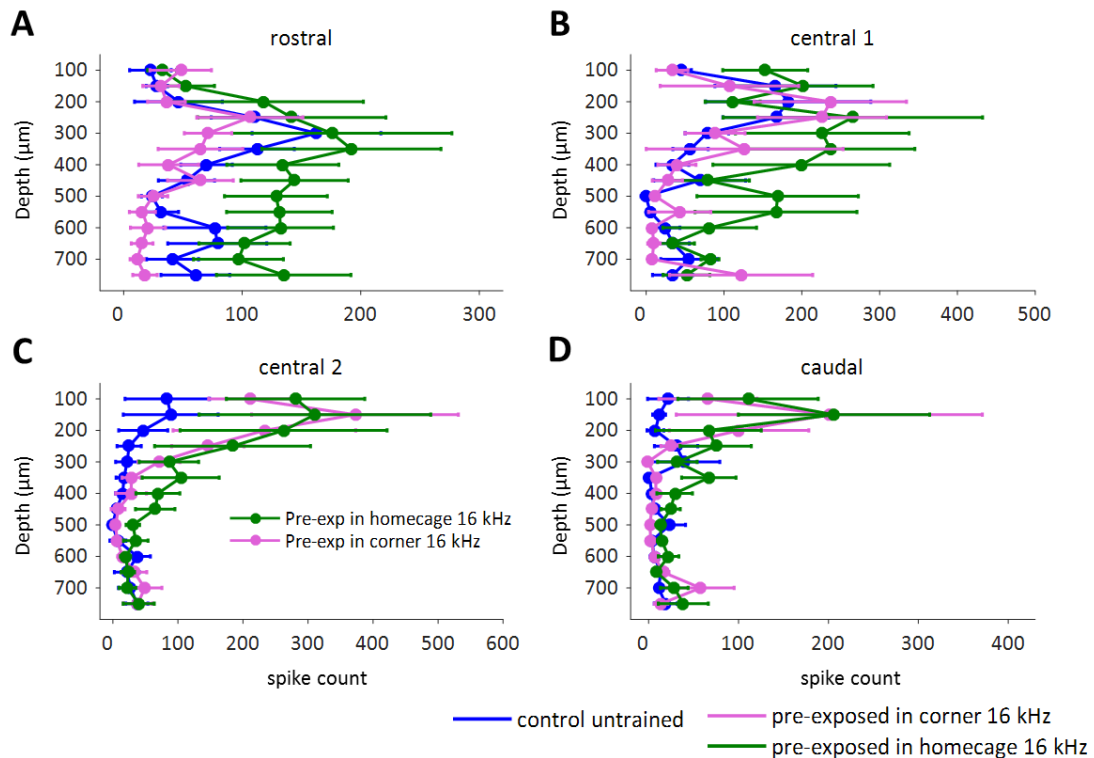 A
rostral
Depth (µm)
100
200
300
400
500
600
700
0 100 200 300
B
central 1
Depth (µm)
100
200
300
400
500
600
700
0 100 200 300 400 500
C
central 2
Depth (µm)
100
200
300
400
500
600
700
Pre-exp in homecage 16 kHz
Pre-exp in corner 16 kHz
0 100 200 300 400 500 600
spike count
D
caudal
Depth (µm)
100
200
300
400
500
600
700
0 100 200 300 400
spike count
control untrained
pre-exposed in corner 16 kHz
pre-exposed in homecage 16 kHz